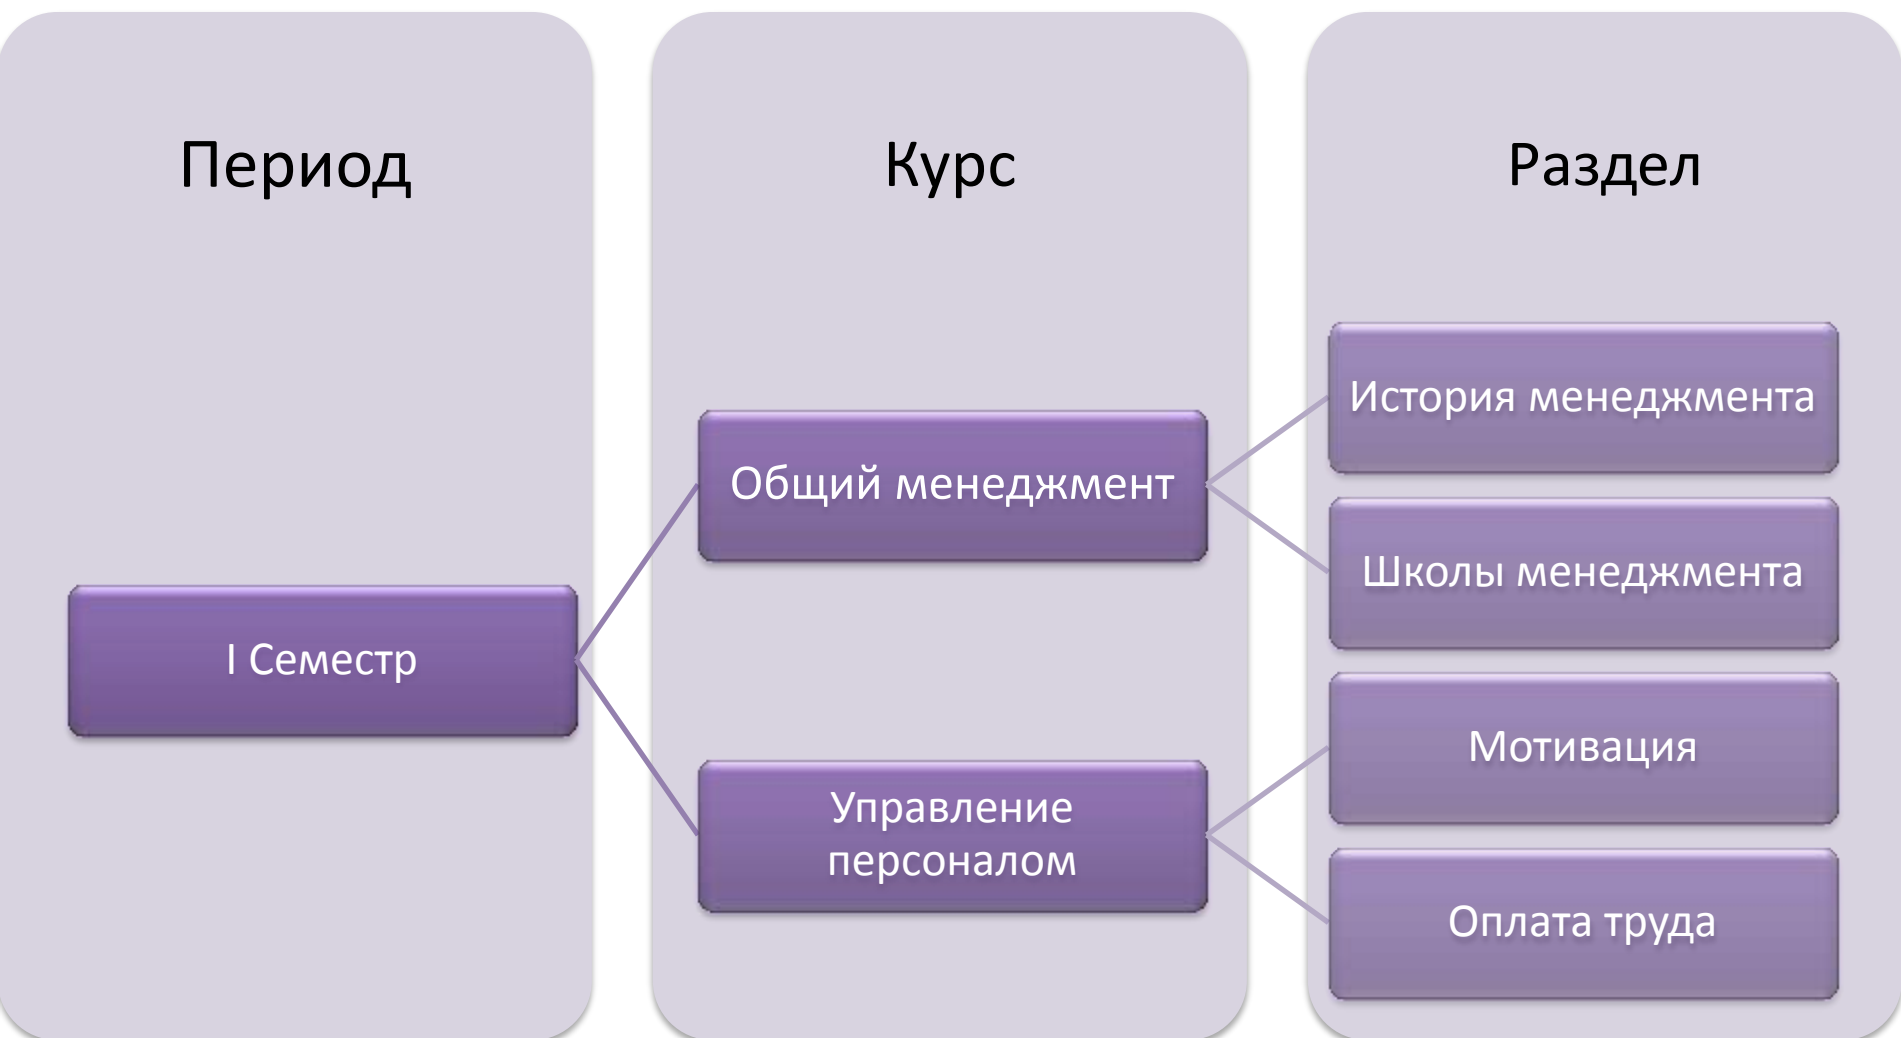 Период
Курс
Раздел
I Семестр
Общий менеджмент
Управление
персоналом
История менеджмента
Школы менеджмента
Мотивация
Оплата труда